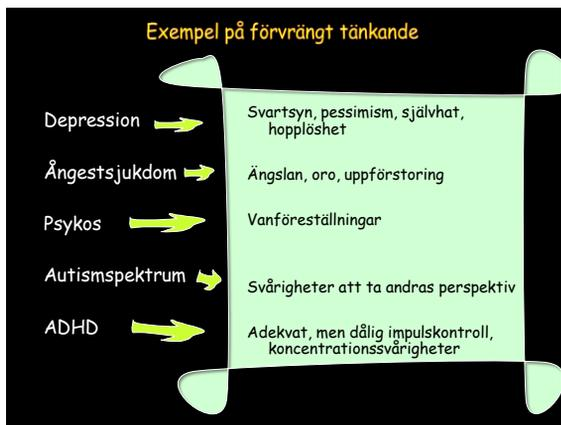 Exempel på förvrängt tänkande
Depression
Svartsyn, pessimism, självhat,
hopplöshet
Ångestsjukdom
Ängslan, oro, uppförstoring
Psykos
Vanföreställningar
Autismspektrum
Svårigheter att ta andras perspektiv
ADHD
Adekvat, men dålig impulskontroll,
koncentrationssvårigheter